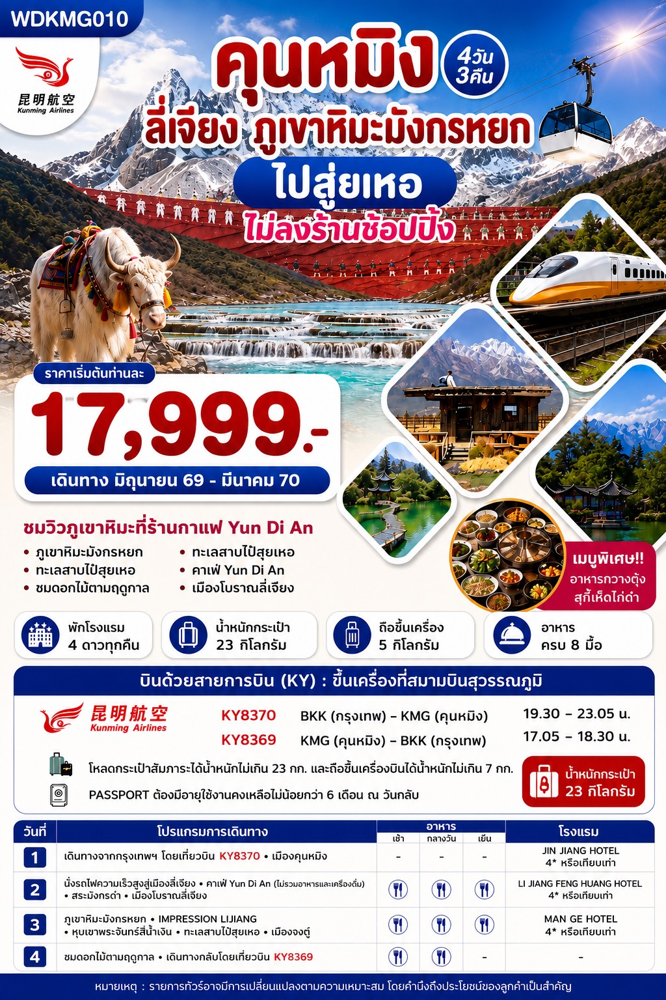 WDKMG010
昆明航空
Kunming Airlines
คุนหมิง
4วัน
3คืน
ลี่เจียง ภูเขาหิมะมังกรหยก
ไปสู่ยเหอ
ไม่ลงร้านช้อปปิ้ง
ราคาเริ่มต้นท่านละ
17,999.-
เดินทาง มิถุนายน 69 - มีนาคม 70
ชมวิวภูเขาหิมะที่ร้านกาแฟ Yun Di An
• ภูเขาหิมะมังกรหยก
• ทะเลสาบไป๋สุยเหอ
• ทะเลสาบไป๋สุยเหอ
• คาเฟ่ Yun Di An
• ชมดอกไม้ตามฤดูกาล
• เมืองโบราณลี่เจียง
เมนูพิเศษ!!
อาหารกวางตุ้ง
สุกี้เห็ดไก่ดำ
พักโรงแรม
4 ดาวทุกคืน
น้ำหนักกระเป๋า
23 กิโลกรัม
ถือขึ้นเครื่อง
5 กิโลกรัม
อาหาร
ครบ 8 มื้อ
บินด้วยสายการบิน (KY) : ขึ้นเครื่องที่สมามบินสุวรรณภูมิ
昆明航空
Kunming Airlines
KY8370 BKK (กรุงเทพ) – KMG (คุนหมิง) 19.30 – 23.05 น.
KY8369 KMG (คุนหมิง) – BKK (กรุงเทพ) 17.05 – 18.30 น.
โหลดกระเป๋าสัมภาระได้น้ำหนักไม่เกิน 23 กก. และถือขึ้นเครื่องบินได้น้ำหนักไม่เกิน 7 กก.
PASSPORT ต้องมีอายุใช้งานคงเหลือไม่น้อยกว่า 6 เดือน ณ วันกลับ
น้ำหนักกระเป๋า
23 กิโลกรัม
วันที่ โปรแกรมการเดินทาง อาหาร โรงแรม
เช้า กลางวัน เย็น
1 เดินทางจากกรุงเทพฯ โดยเที่ยวบิน KY8370 • เมืองคุนหมิง - - - JIN JIANG HOTEL
4* หรือเทียบเท่า
2 นั่งรถไฟความเร็วสูงสู่เมืองลี่เจียง • คาเฟ่ Yun Di An (ไม่รวมอาหารและเครื่องดื่ม) LI JIANG FENG HUANG HOTEL
• สระมังกรดำ • เมืองโบราณลี่เจียง 4* หรือเทียบเท่า
3 ภูเขาหิมะมังกรหยก • IMPRESSION LIJIANG MAN GE HOTEL
• หุบเขาพระจันทร์สีน้ำเงิน • ทะเลสาบไป๋สุยเหอ • เมืองจงตู๋ 4* หรือเทียบเท่า
4 ชมดอกไม้ตามฤดูกาล • เดินทางกลับโดยเที่ยวบิน KY8369 - -
หมายเหตุ : รายการทัวร์อาจมีการเปลี่ยนแปลงตามความเหมาะสม โดยคำนึงถึงประโยชน์ของลูกค้าเป็นสำคัญ